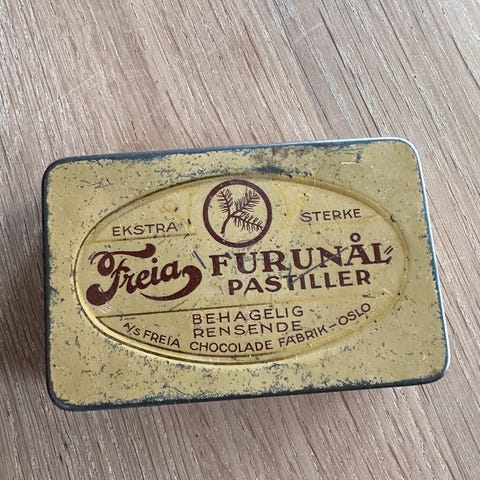 EKSTRA STERKE
Freia FURUNÅL-
PASTILLER
BEHAGELIG
RENSENDE
A/S FREIA CHOCOLADE FABRIK-OSLO